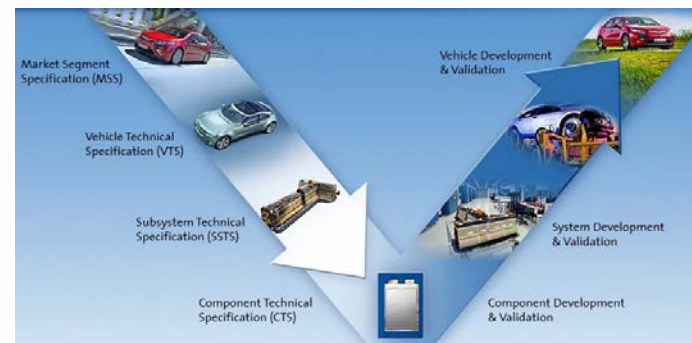 Market Segment
Specification (MSS)
Vehicle Technical
Specification (VTS)
Subsystem Technical
Specification (SSTS)
Component Technical
Specification (CTS)
Vehicle Development
& Validation
System Development
& Validation
Component Development
& Validation